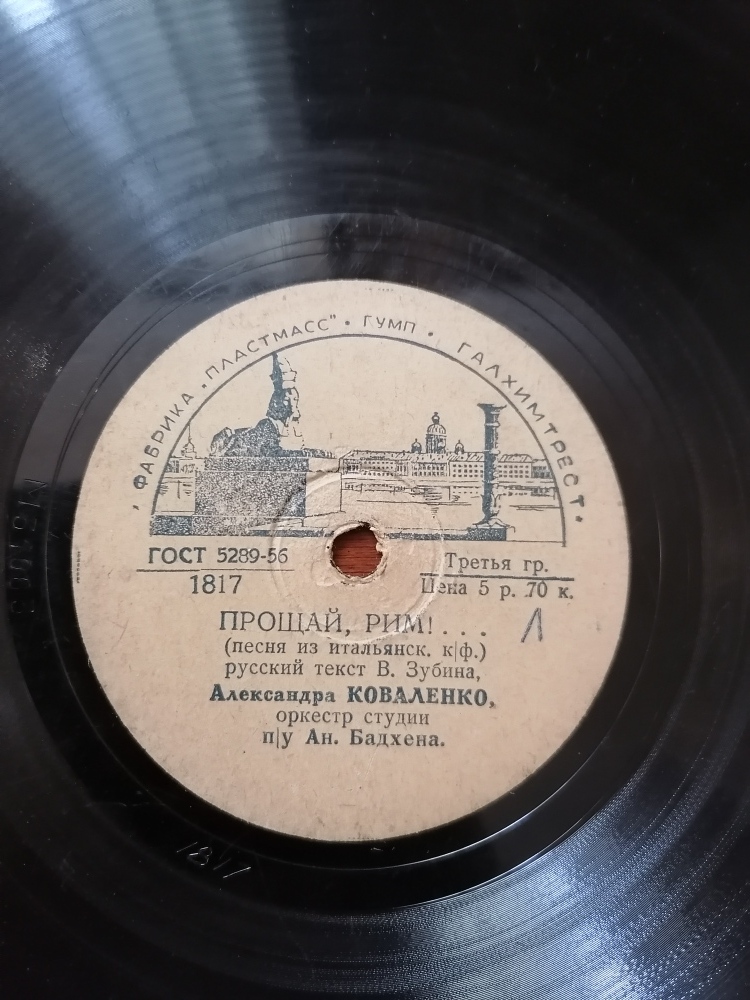 ФАБРИКА „ПЛАСТМАСС" · ГУМП · ГАЛХИМТРЕСТ
ГОСТ 5289-56
1817
Третья гр.
Цена 5 р. 70 к.
ПРОЩАЙ, РИМ!...
(песня из итальянск. к|ф.)
русский текст В. Зубина,
Александра КОВАЛЕНКО,
оркестр студии
п|у Ан. Бадхена.
1817